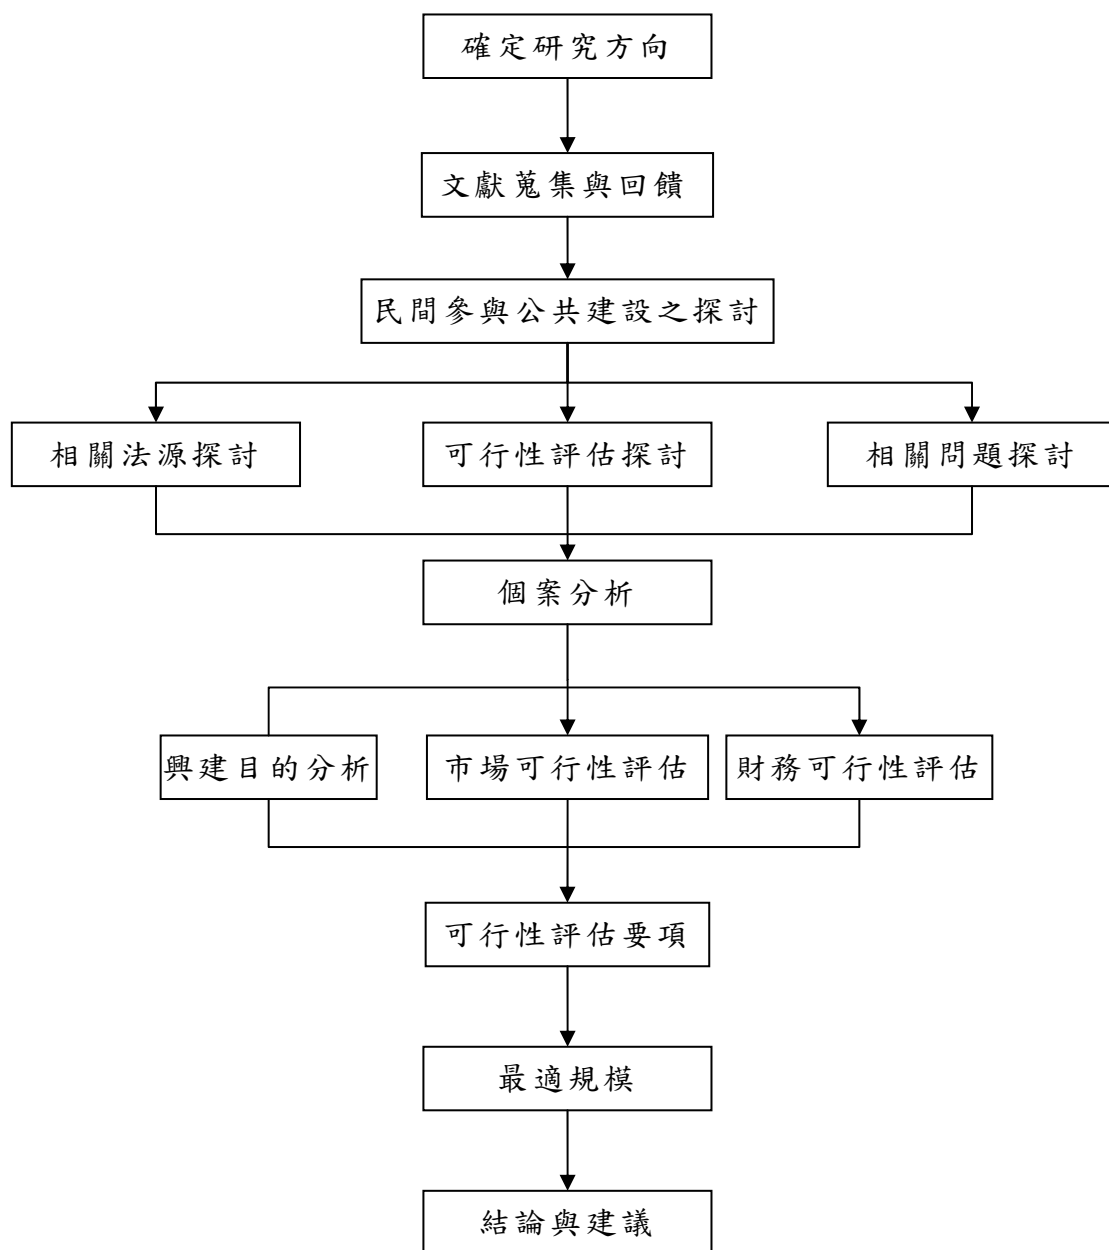 確定研究方向
文獻蒐集與回饋
民間參與公共建設之探討
相關法源探討
可行性評估探討
相關問題探討
個案分析
興建目的分析
市場可行性評估
財務可行性評估
可行性評估要項
最適規模
結論與建議